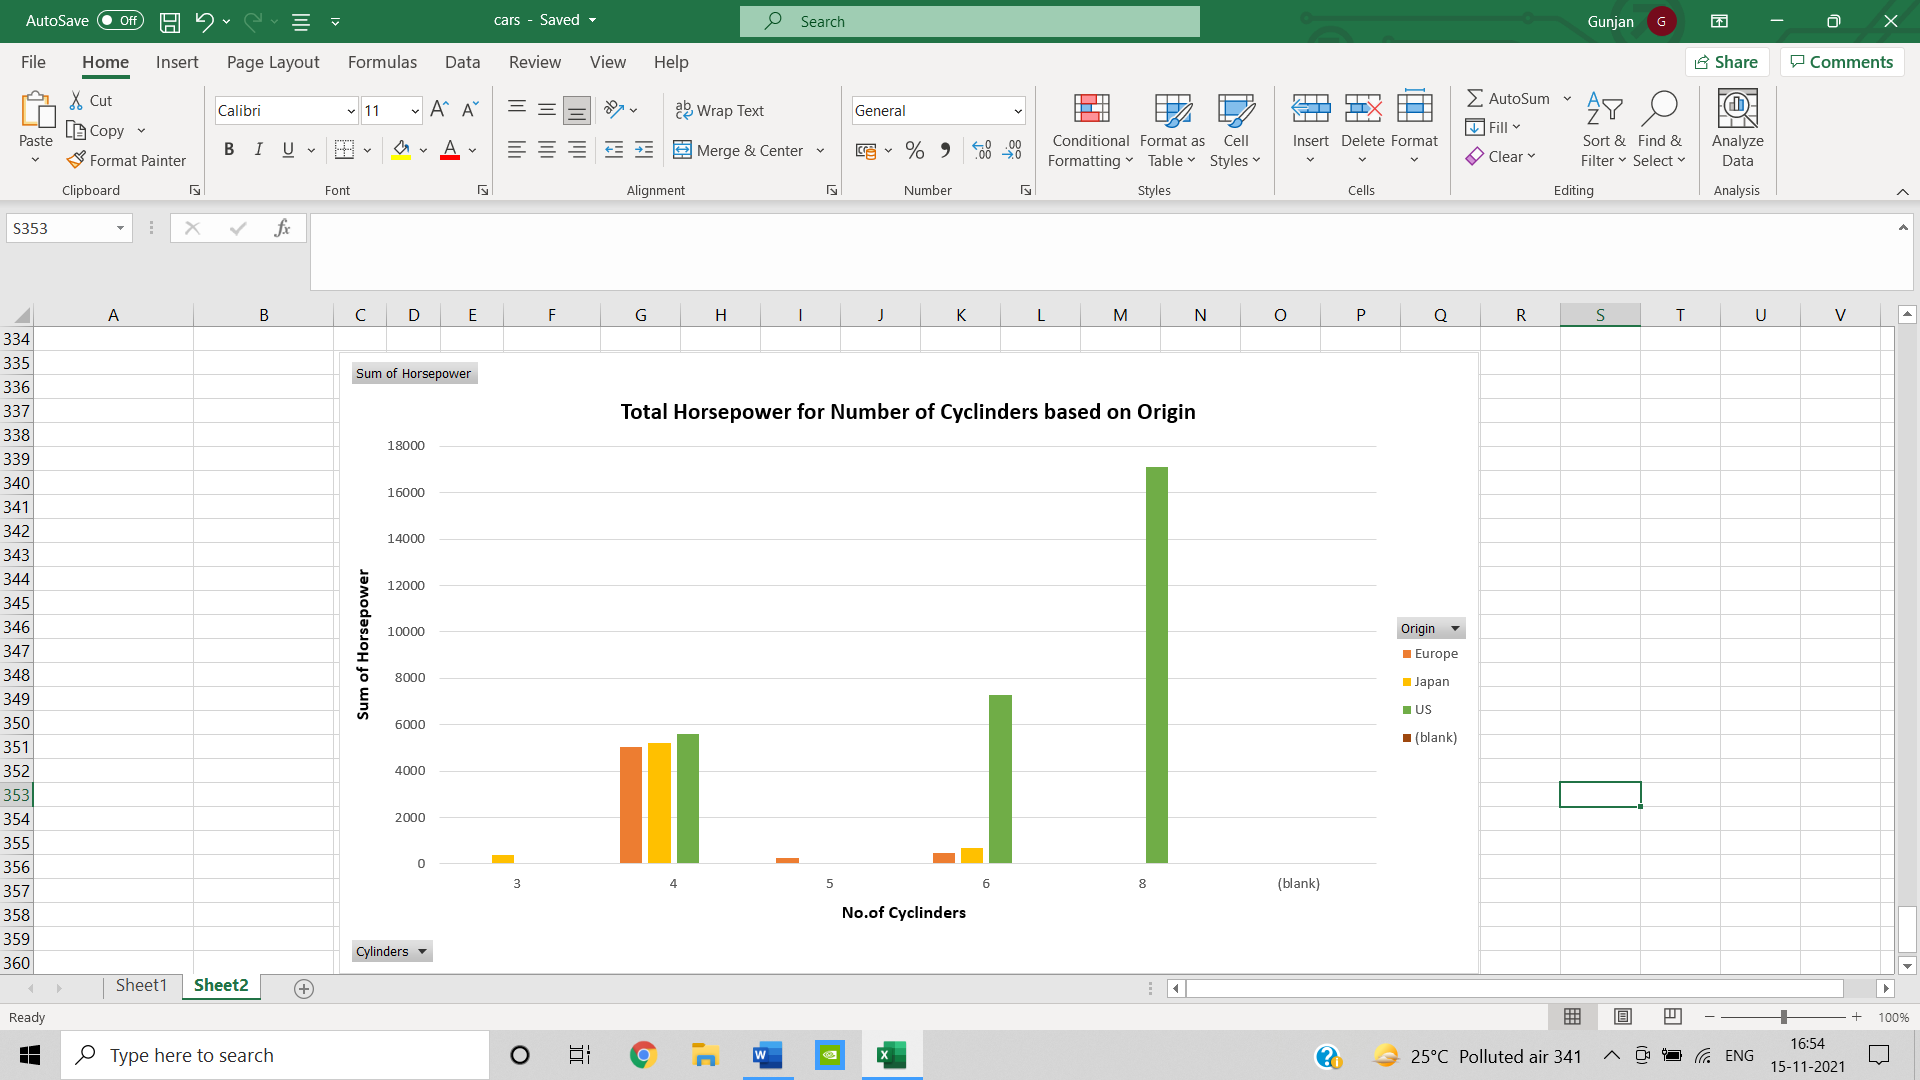 AutoSave Off cars - Saved Search Gunjan G
File Home Insert Page Layout Formulas Data Review View Help Share Comments
Paste Cut Copy Format Painter Clipboard
Calibri 11 B I U Font
Wrap Text Merge & Center Alignment
General % Number
Conditional Formatting Format as Table Cell Styles Styles
Insert Delete Format Cells
AutoSum Fill Clear Sort & Filter Find & Select Editing
Analyze Data Analysis
S353 fx
A B C D E F G H I J K L M N O P Q R S T U V
334
335
336
337
338
339
340
341
342
343
344
345
346
347
348
349
350
351
352
353
354
355
356
357
358
359
360
Sum of Horsepower
Total Horsepower for Number of Cyclinders based on Origin
18000
16000
14000
12000
10000
8000
6000
4000
2000
0
Sum of Horsepower
3 4 5 6 8 (blank)
No.of Cyclinders
Origin
Europe
Japan
US
(blank)
Cylinders
Sheet1 Sheet2
Ready 100%
Type here to search 25°C Polluted air 341 ENG 16:54
15-11-2021